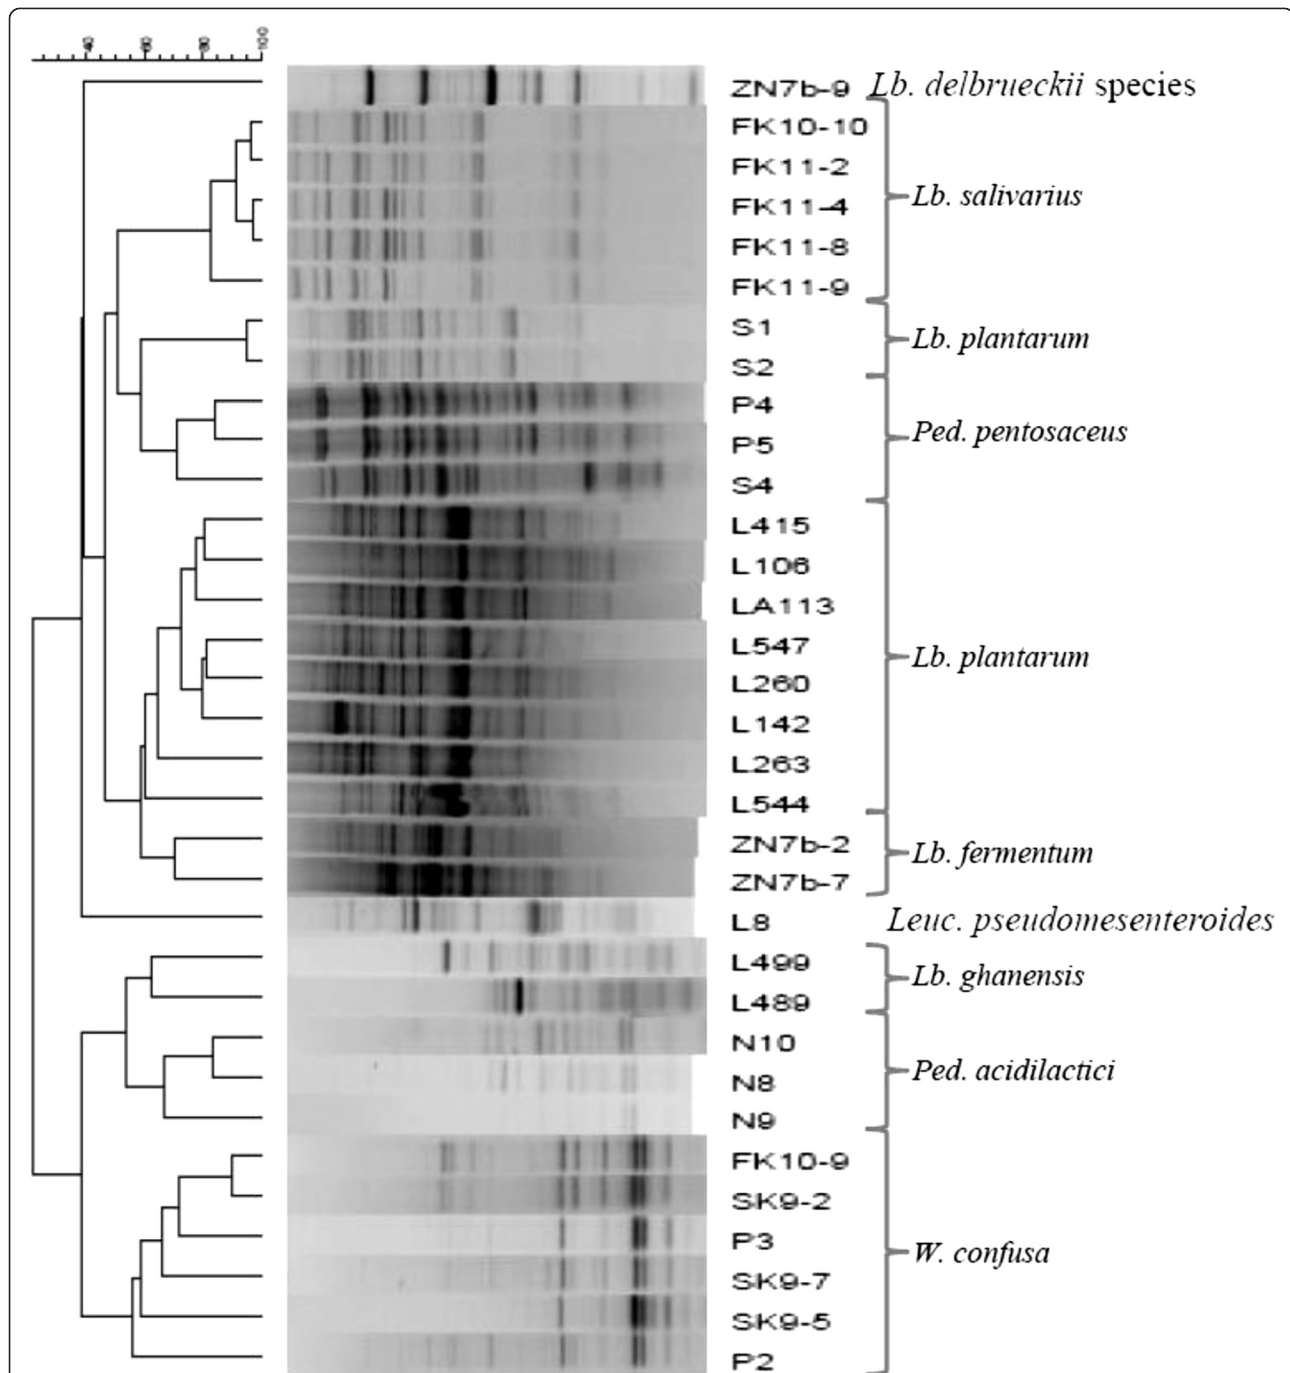 40 60 80 100
ZN7b-9 Lb. delbrueckii species
FK10-10
FK11-2
FK11-4 Lb. salivarius
FK11-8
FK11-9
S1 Lb. plantarum
S2
P4
P5 Ped. pentosaceus
S4
L415
L106
LA113
L547 Lb. plantarum
L260
L142
L263
L544
ZN7b-2 Lb. fermentum
ZN7b-7
L8 Leuc. pseudomesenteroides
L499 Lb. ghanensis
L489
N10
N8 Ped. acidilactici
N9
FK10-9
SK9-2
P3 W. confusa
SK9-7
SK9-5
P2